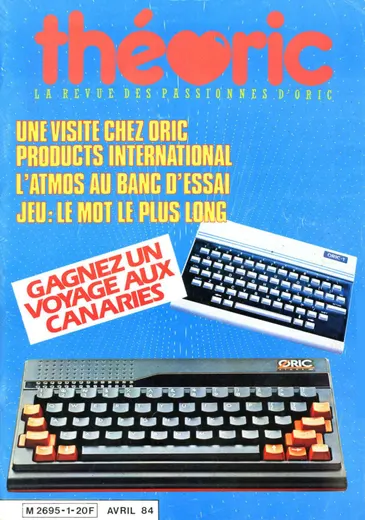 théoric
LA REVUE DES PASSIONNES D'ORIC
UNE VISITE CHEZ ORIC
PRODUCTS INTERNATIONAL
L'ATMOS AU BANC D'ESSAI
JEU: LE MOT LE PLUS LONG
GAGNEZ UN
VOYAGE AUX
CANARIES
ORIC-1
ORIC
M 2695-1-20F
AVRIL 84